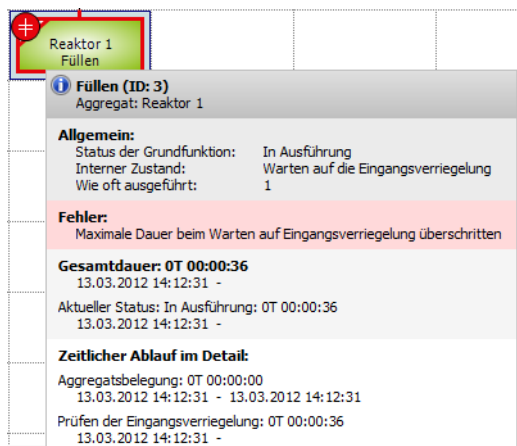 Reaktor 1
Füllen
Füllen (ID: 3)
Aggregat: Reaktor 1
Allgemein:
Status der Grundfunktion: In Ausführung
Interner Zustand: Warten auf die Eingangsverriegelung
Wie oft ausgeführt: 1
Fehler:
Maximale Dauer beim Warten auf Eingangsverriegelung überschritten
Gesamtdauer: 0T 00:00:36
13.03.2012 14:12:31 -
Aktueller Status: In Ausführung: 0T 00:00:36
13.03.2012 14:12:31 -
Zeitlicher Ablauf im Detail:
Aggregatsbelegung: 0T 00:00:00
13.03.2012 14:12:31 - 13.03.2012 14:12:31
Prüfen der Eingangsverriegelung: 0T 00:00:36
13.03.2012 14:12:31 -